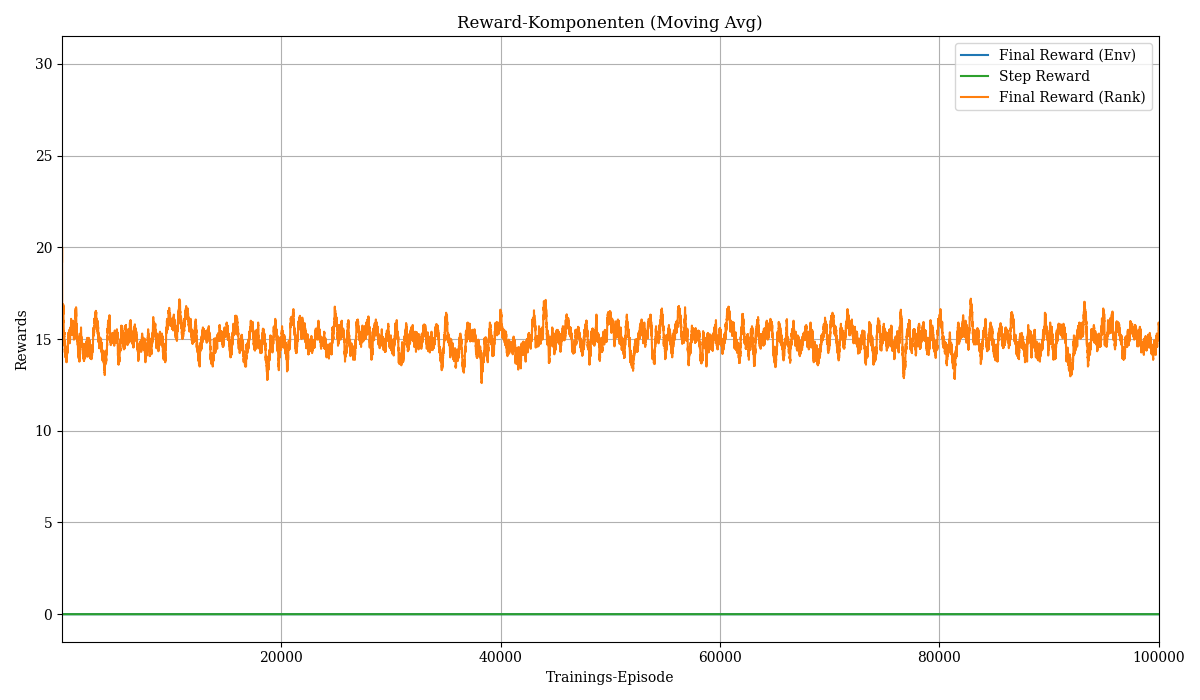 Reward-Komponenten (Moving Avg)
Final Reward (Env)
Step Reward
Final Reward (Rank)
30
25
20
15
10
5
0
Rewards
20000
40000
60000
80000
100000
Trainings-Episode